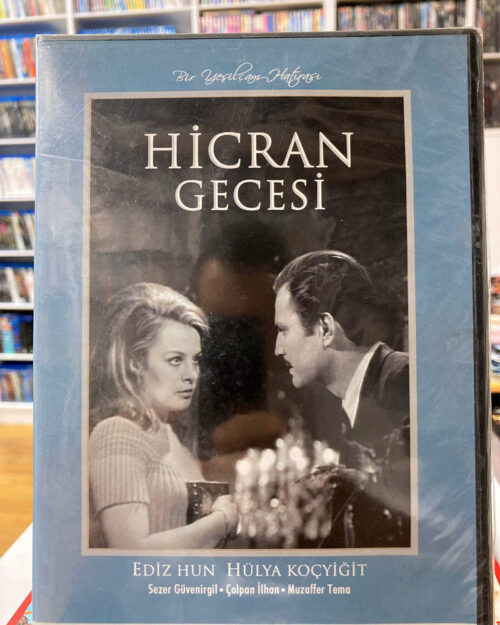 Bir Yeşilçam Hatırası
HİCRAN
GECESİ
EDİZ HUN HÜLYA KOÇYİĞİT
Sezer Güvenirgil • Çolpan İlhan • Muzaffer Tema